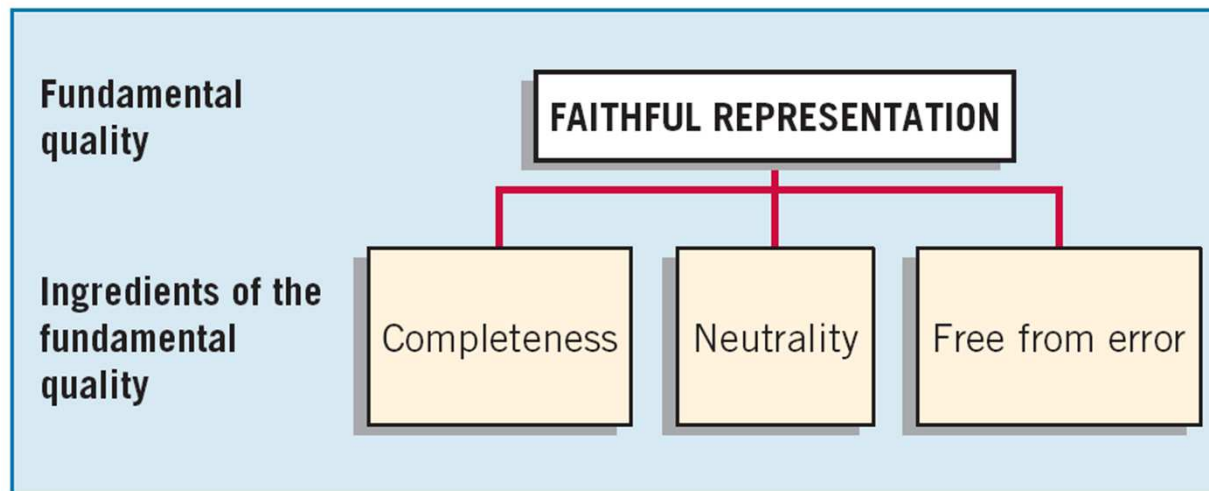 Fundamental
quality
FAITHFUL REPRESENTATION
Ingredients of the
fundamental
quality
Completeness
Neutrality
Free from error